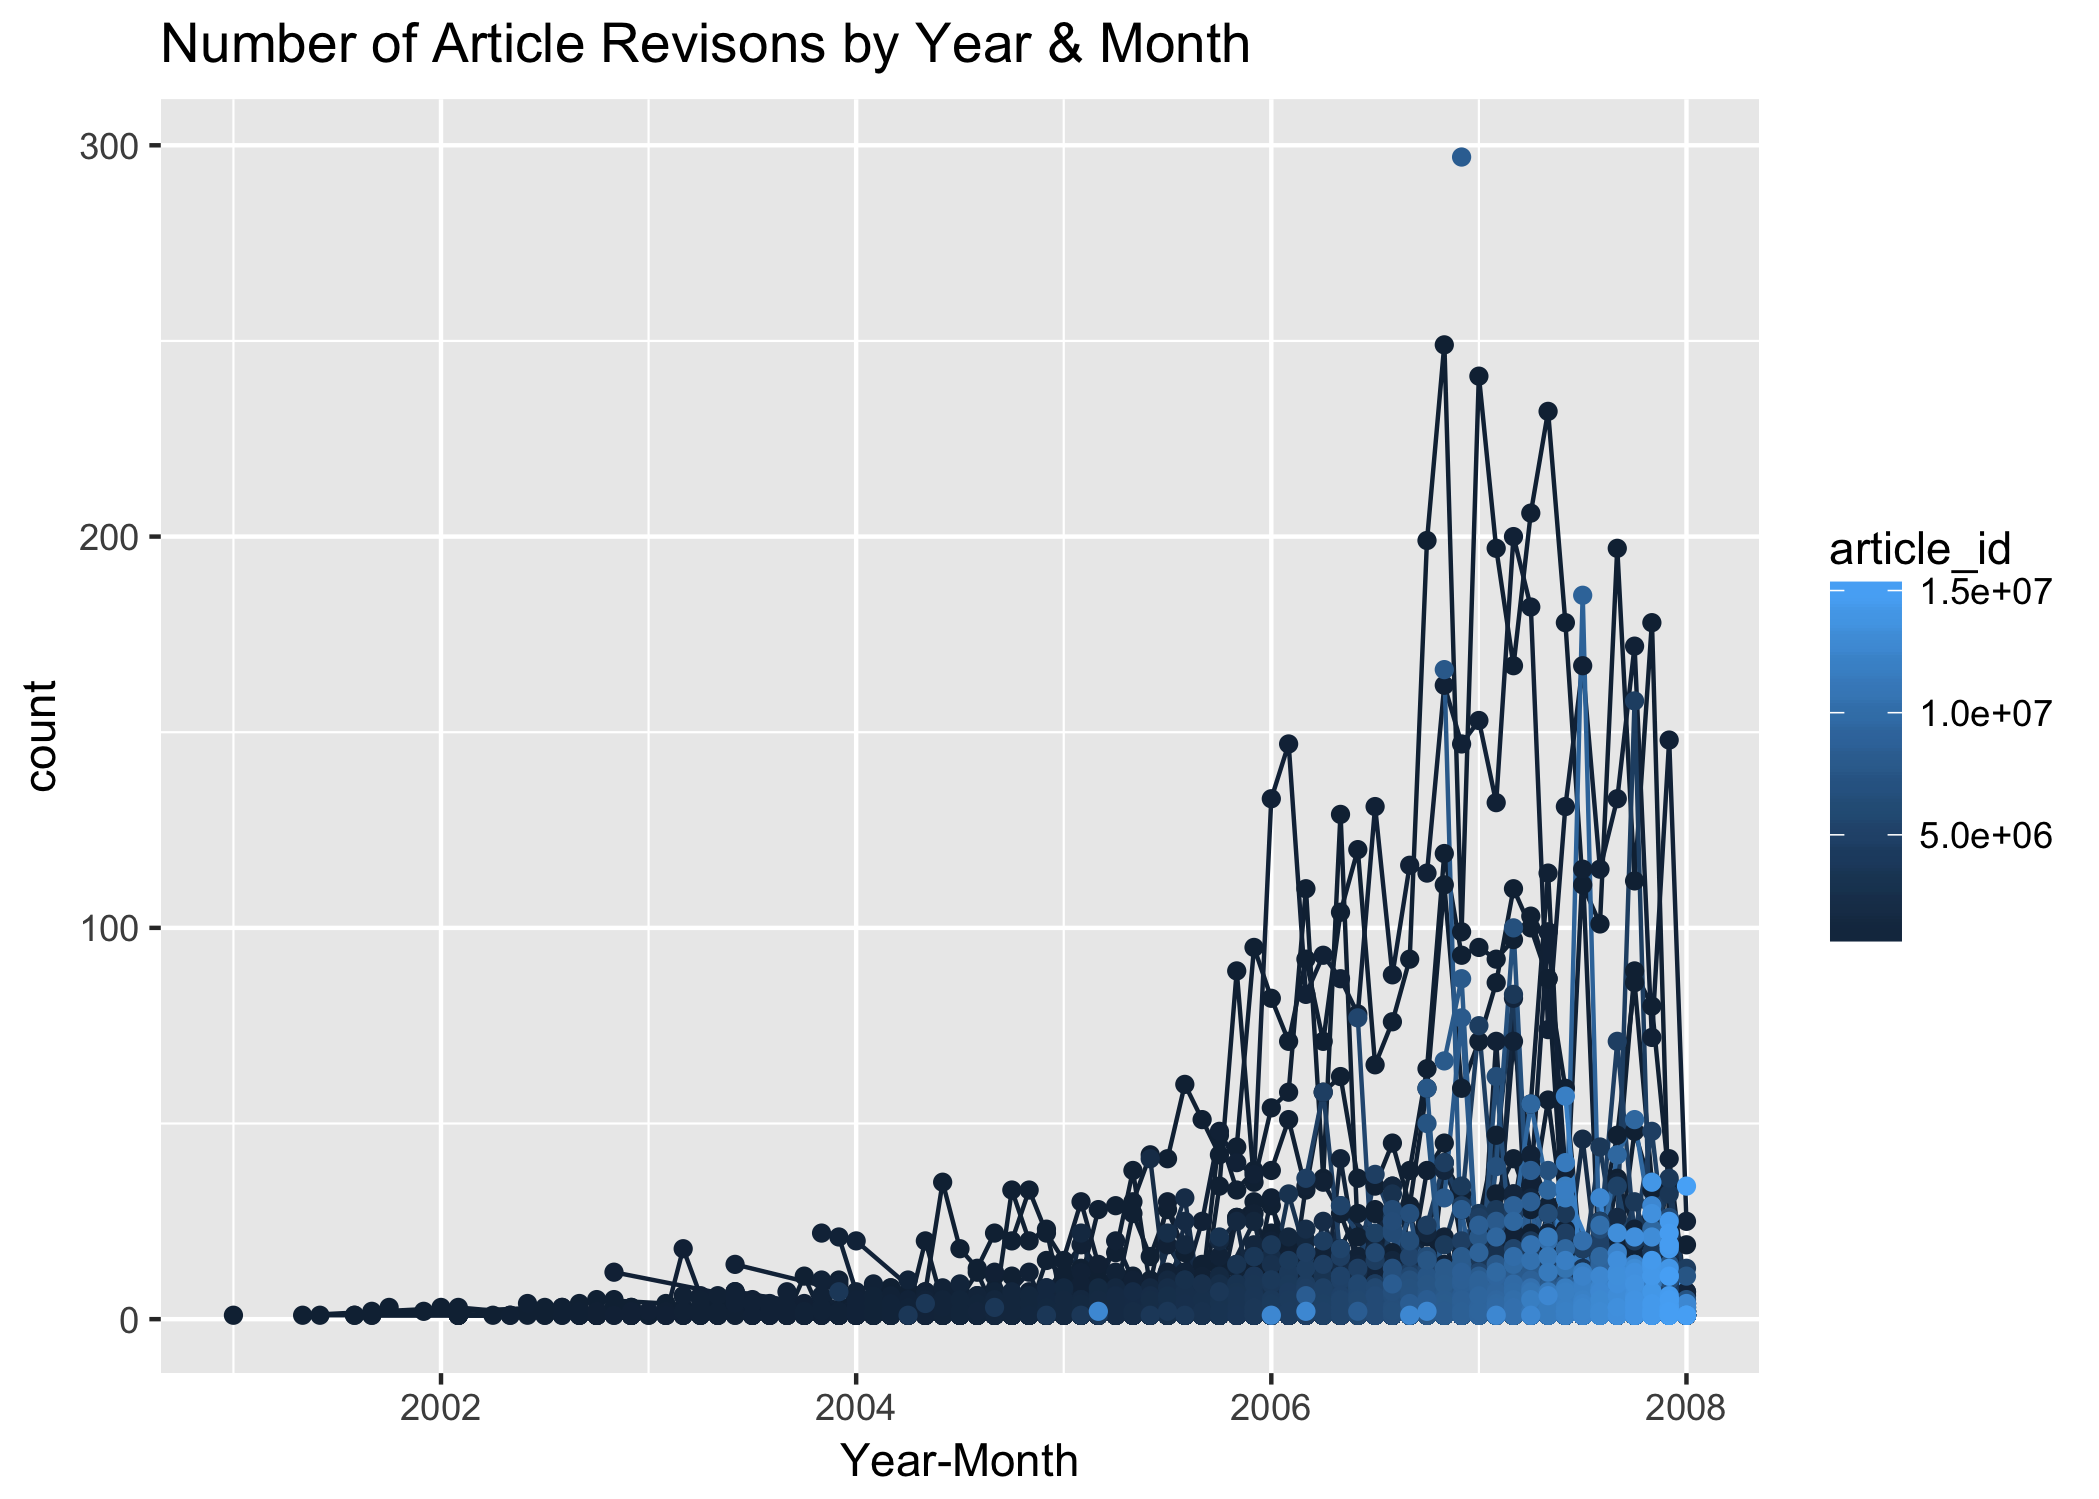 Number of Article Revisons by Year & Month
300
200
100
0
count
2002
2004
2006
2008
Year-Month
article_id
1.5e+07
1.0e+07
5.0e+06